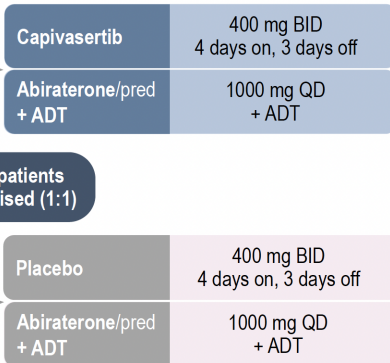 Capivasertib
400 mg BID
4 days on, 3 days off
Abiraterone/pred
+ ADT
1000 mg QD
+ ADT
patients
ised (1:1)
Placebo
400 mg BID
4 days on, 3 days off
Abiraterone/pred
+ ADT
1000 mg QD
+ ADT